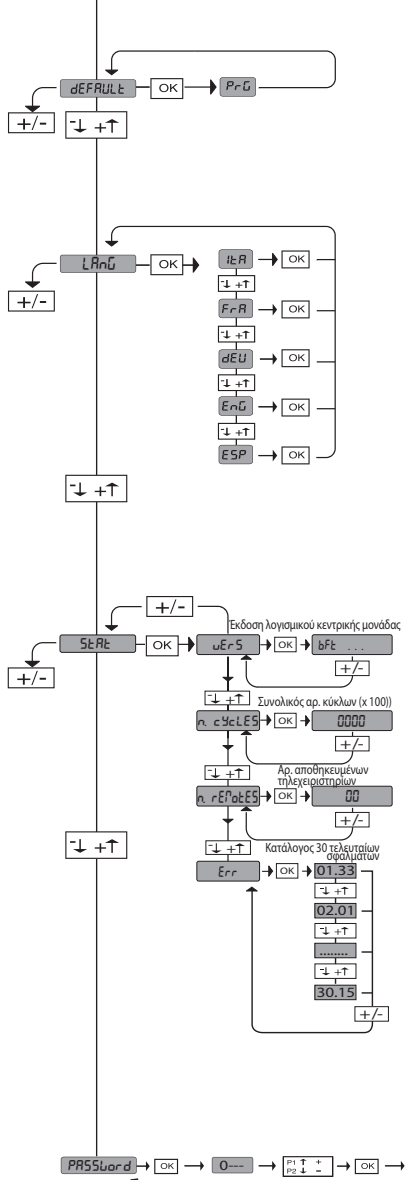 dEFAULt OK PrG
+/- -↓ +↑
LAnG OK ItA OK
+/- -↓ +↑
FrA OK
-↓ +↑
dEU OK
-↓ +↑
EnG OK
-↓ +↑
ESP OK
-↓ +↑
+/-
Έκδοση λογισμικού κεντρικής μονάδας
StAt OK vErS OK bFt ...
+/- +/-
-↓ +↑ Συνολικός αρ. κύκλων (x 100))
n. cYcLES OK 0000
+/-
-↓ +↑ Αρ. αποθηκευμένων
τηλεχειριστηρίων
n. rEMotES OK 00
+/-
-↓ +↑ -↓ +↑ Κατάλογος 30 τελευταίων
σφαλμάτων
Err OK 01.33
-↓ +↑
02.01
-↓ +↑
........
-↓ +↑
30.15
+/-
PASSword OK 0--- P1 ↑ + OK
P2 ↓ -